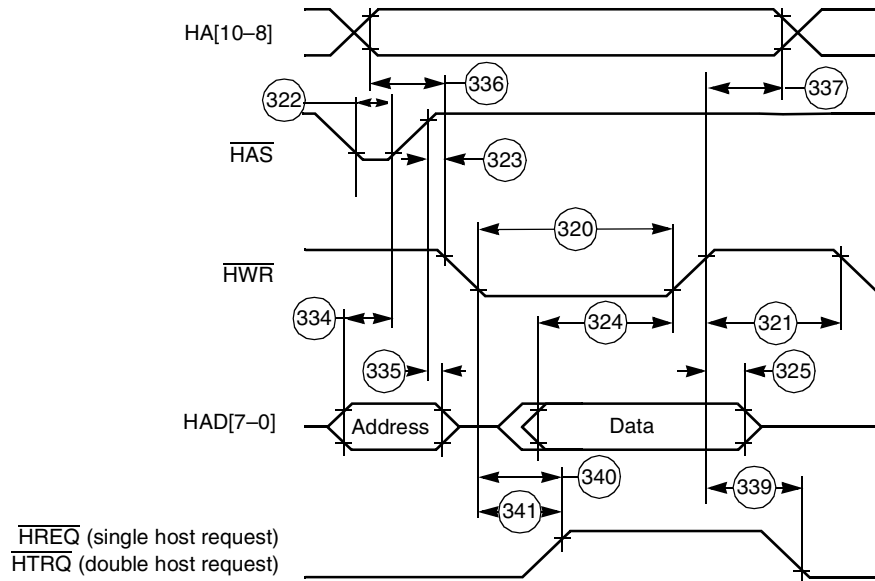 HA[10–8]
336
337
322
HAS
323
320
HWR
334
324
321
335
325
HAD[7–0]
Address
Data
340
341
339
HREQ (single host request)
HTRQ (double host request)